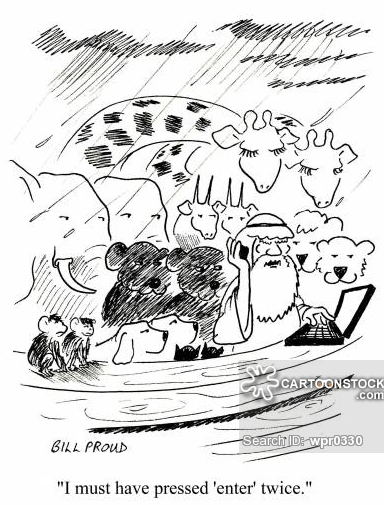 CARTOONSTOCK
.com
Search ID: wpr0330
BILL PROUD
"I must have pressed 'enter' twice."